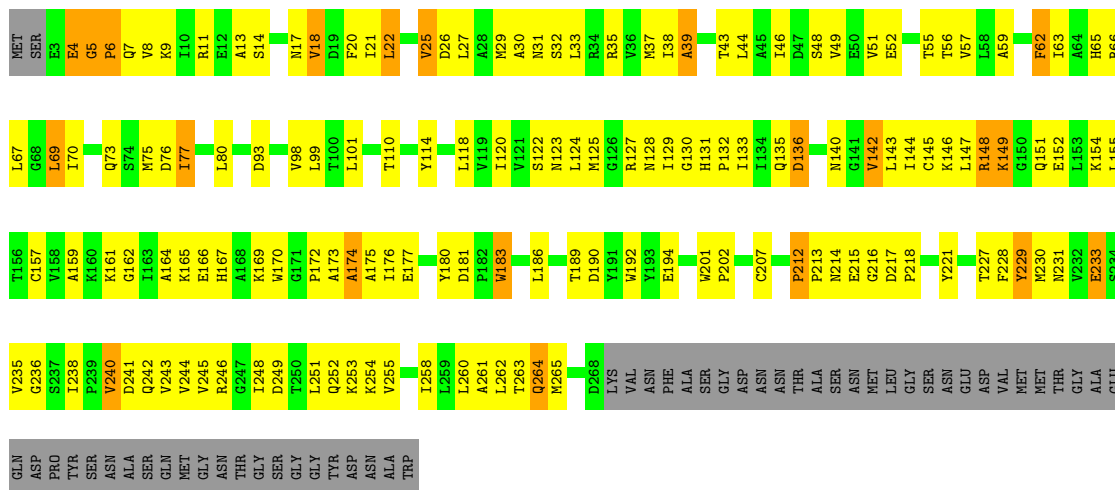 MET SER E3 E4 G5 P6 Q7 V8 K9 I10 R11 E12 A13 S14 N17 V18 D19 F20 I21 L22 V25 D26 L27 A28 M29 A30 N31 S32 L33 R34 R35 V36 M37 I38 A39 T43 L44 A45 I46 D47 S48 V49 E50 V51 E52 T55 T56 V57 L58 A59 F62 I63 A64 H65 R66
L67 G68 L69 I70 Q73 S74 M75 D76 I77 L80 D93 V98 L99 T100 L101 T110 Y114 L118 V119 I120 V121 S122 N123 L124 M125 G126 R127 N128 I129 G130 H131 P132 I133 I134 Q135 D136 N140 G141 V142 L143 I144 C145 K146 L147 R148 K149 G150 Q151 E152 L153 K154 L155
T156 C157 V158 A159 K160 K161 G162 I163 A164 K165 E166 H167 A168 K169 W170 G171 P172 A173 A174 A175 I176 E177 Y180 D181 P182 W183 L186 T189 D190 Y191 W192 Y193 E194 W201 P202 C207 P212 P213 N214 E215 G216 D217 P218 Y221 T227 F228 Y229 M230 N231 V232 E233 S234
V235 G236 S237 I238 P239 V240 D241 Q242 V243 V244 V245 R246 G247 I248 D249 T250 L251 Q252 K253 K254 V255 I258 L259 L260 A261 L262 T263 Q264 M265 D268 LYS VAL ASN PHE ALA SER GLY ASP ASN ASN THR ALA SER ASN MET LEU GLY SER ASN GLU ASP VAL MET MET THR GLY ALA GLU
GLN ASP PRO TYR SER ASN ALA SER GLN MET GLY ASN THR GLY SER GLY GLY TYR ASP ASN ALA TRP